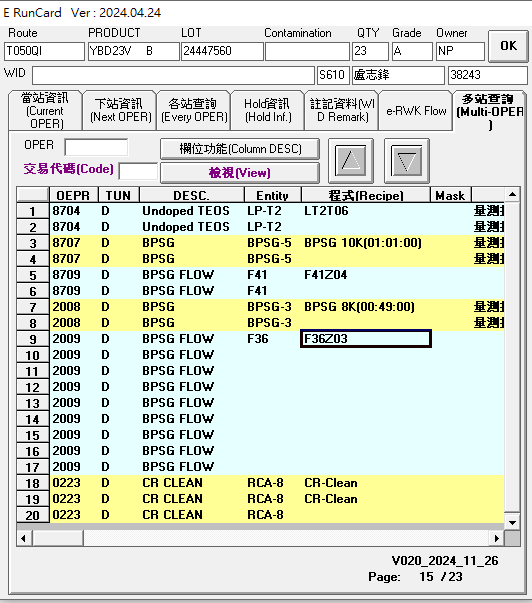 E RunCard Ver : 2024.04.24
Route PRODUCT LOT Contamination QTY Grade Owner
T050QI YBD23V B 24447560 23 A NP OK
WID S610 盧志鋒 38243
當站資訊(Current OPER) 下站資訊(Next OPER) 各站查詢(Every OPER) Hold資訊(Hold Inf.) 註記資料(WID Remark) e-RWK Flow 多站查詢(Multi-OPER)
OPER 欄位功能(Column DESC)
交易代碼(Code) 檢視(View)
OEPR TUN DESC. Entity 程式(Recipe) Mask
1 8704 D Undoped TEOS LP-T2 LT2T06 量測
2 8704 D Undoped TEOS LP-T2 量測
3 8707 D BPSG BPSG-5 BPSG 10K(01:01:00) 量測
4 8707 D BPSG BPSG-5 量測
5 8709 D BPSG FLOW F41 F41Z04
6 8709 D BPSG FLOW F41
7 2008 D BPSG BPSG-3 BPSG 8K(00:49:00) 量測
8 2008 D BPSG BPSG-3 量測
9 2009 D BPSG FLOW F36 F36Z03
10 2009 D BPSG FLOW
11 2009 D BPSG FLOW
12 2009 D BPSG FLOW
13 2009 D BPSG FLOW
14 2009 D BPSG FLOW
15 2009 D BPSG FLOW
16 2009 D BPSG FLOW
17 2009 D BPSG FLOW
18 0223 D CR CLEAN RCA-8 CR-Clean
19 0223 D CR CLEAN RCA-8 CR-Clean
20 0223 D CR CLEAN RCA-8
V020_2024_11_26
Page: 15 /23